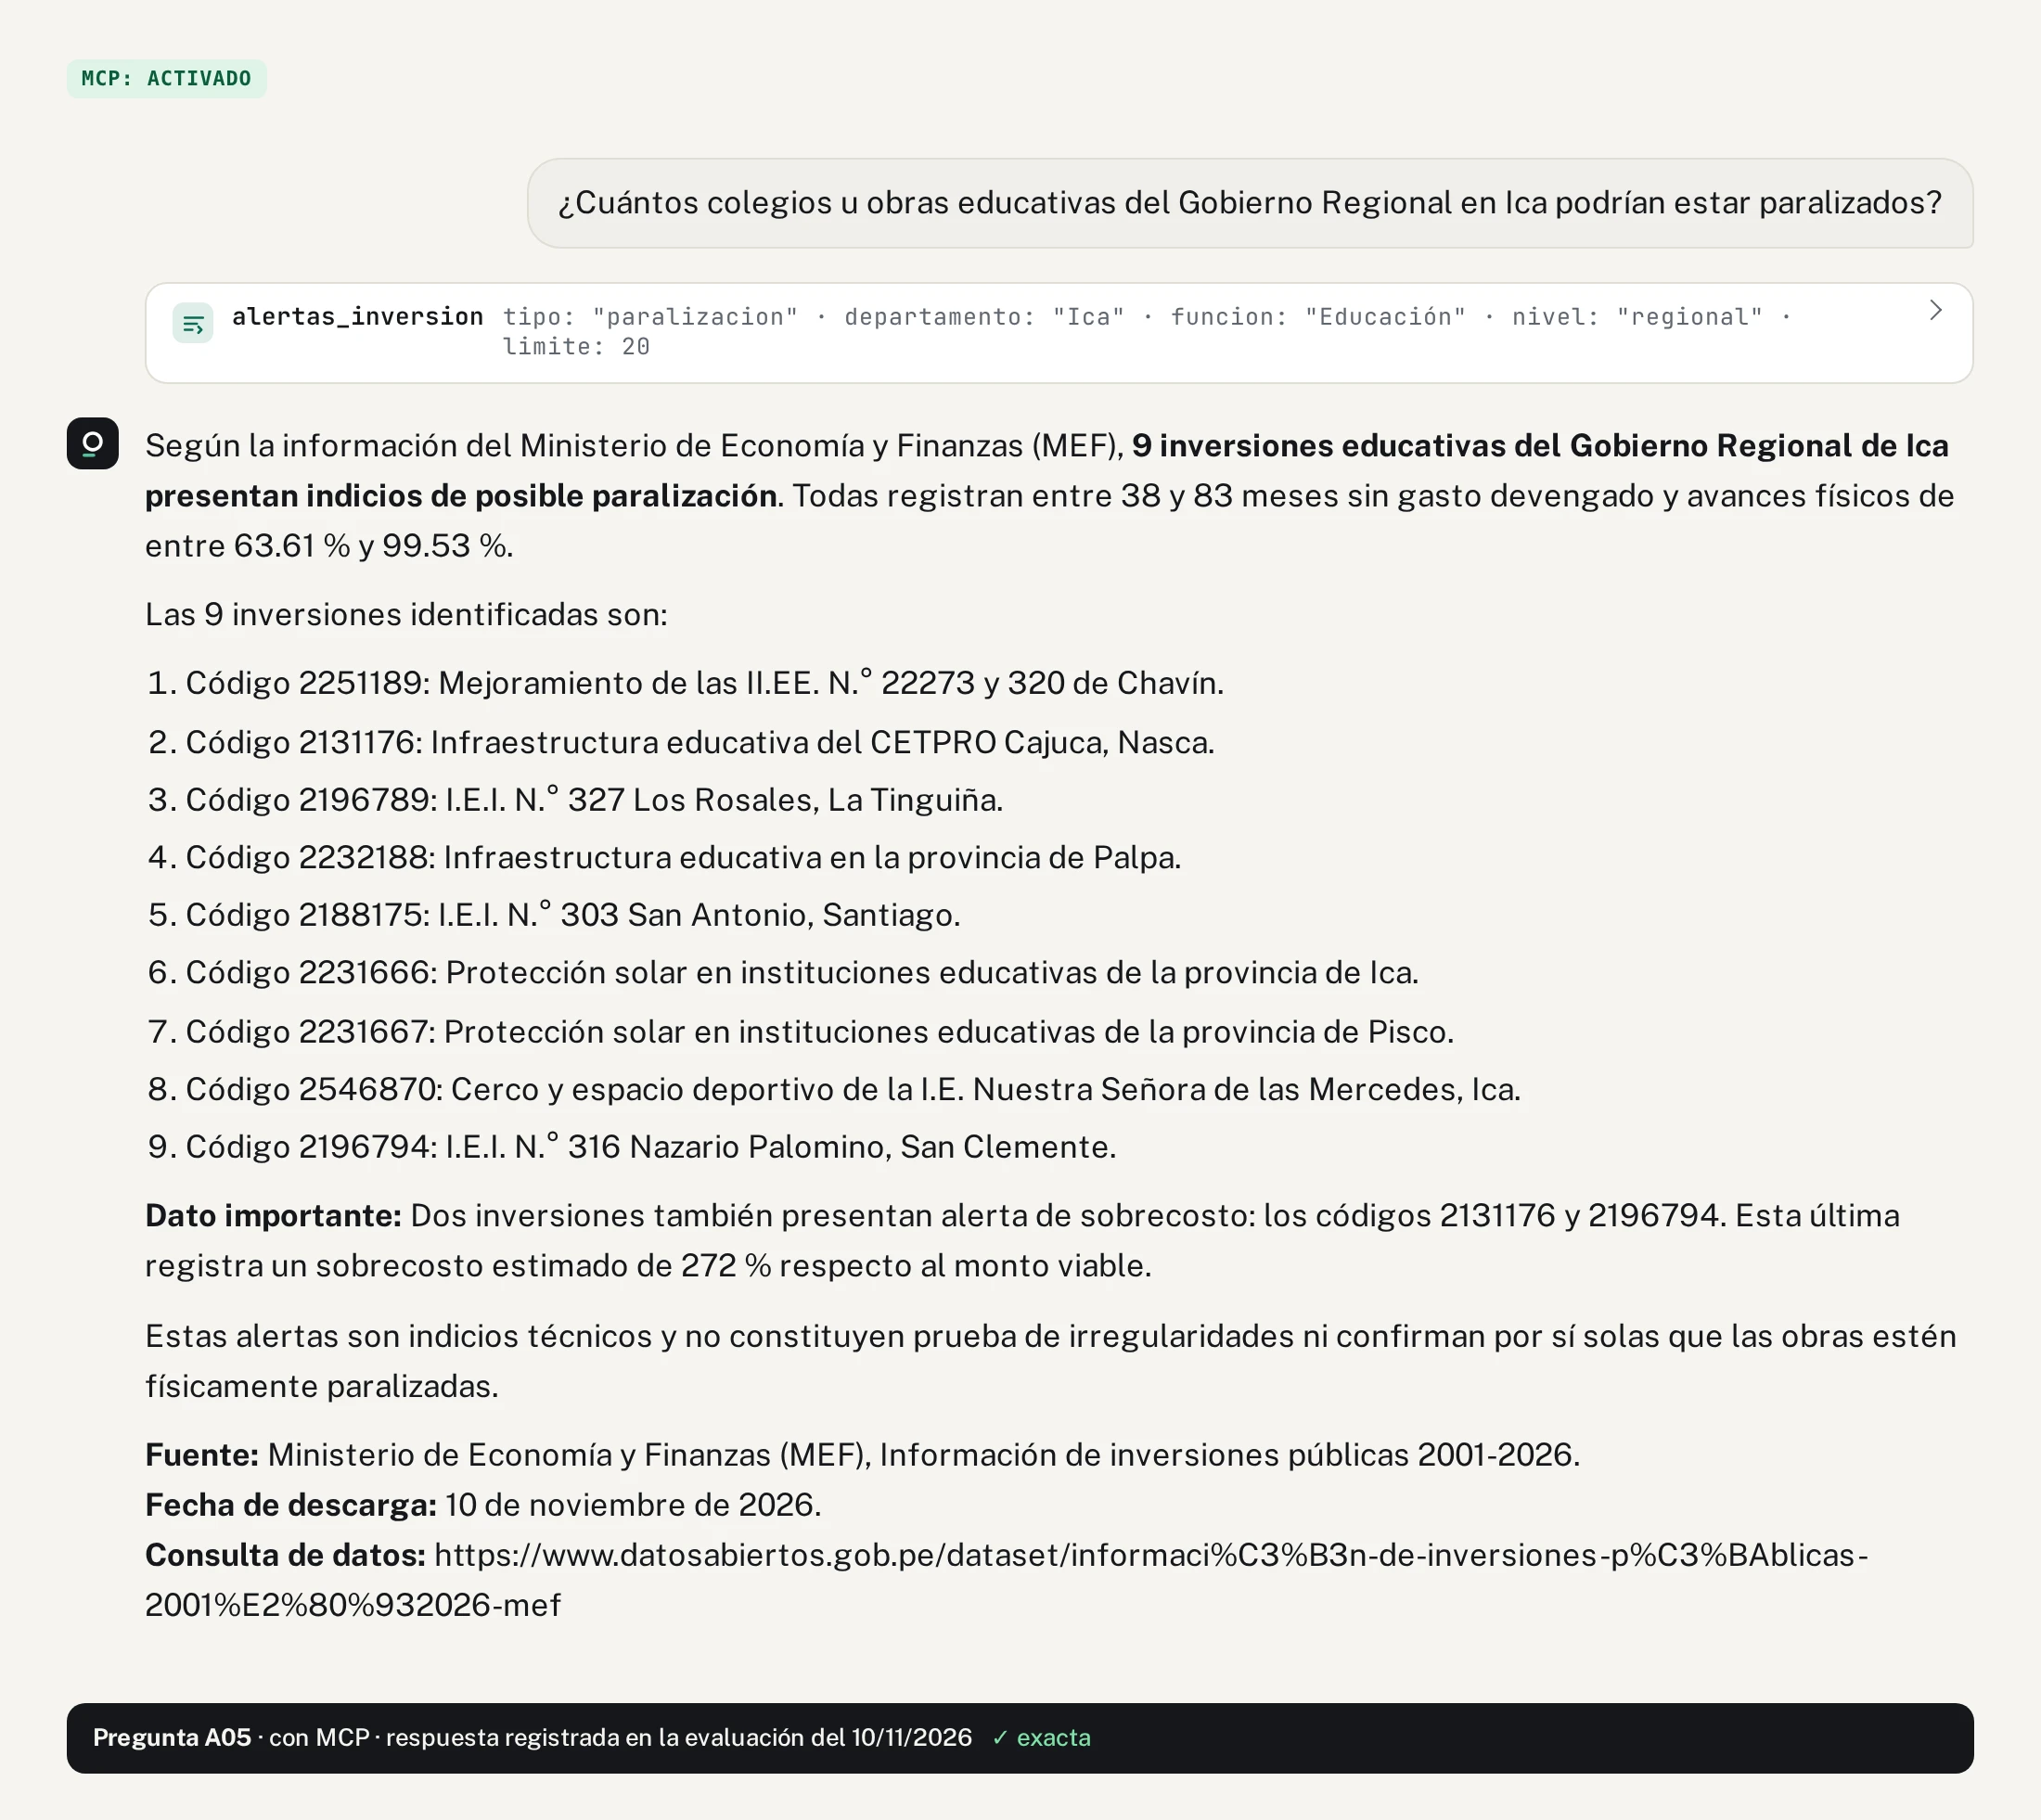 MCP: ACTIVADO
¿Cuántos colegios u obras educativas del Gobierno Regional en Ica podrían estar paralizados?
alertas_inversion tipo: "paralizacion" · departamento: "Ica" · funcion: "Educación" · nivel: "regional" ·
limite: 20
Según la información del Ministerio de Economía y Finanzas (MEF), 9 inversiones educativas del Gobierno Regional de Ica
presentan indicios de posible paralización. Todas registran entre 38 y 83 meses sin gasto devengado y avances físicos de
entre 63.61 % y 99.53 %.
Las 9 inversiones identificadas son:
1. Código 2251189: Mejoramiento de las II.EE. N.° 22273 y 320 de Chavín.
2. Código 2131176: Infraestructura educativa del CETPRO Cajuca, Nasca.
3. Código 2196789: I.E.I. N.° 327 Los Rosales, La Tinguiña.
4. Código 2232188: Infraestructura educativa en la provincia de Palpa.
5. Código 2188175: I.E.I. N.° 303 San Antonio, Santiago.
6. Código 2231666: Protección solar en instituciones educativas de la provincia de Ica.
7. Código 2231667: Protección solar en instituciones educativas de la provincia de Pisco.
8. Código 2546870: Cerco y espacio deportivo de la I.E. Nuestra Señora de las Mercedes, Ica.
9. Código 2196794: I.E.I. N.° 316 Nazario Palomino, San Clemente.
Dato importante: Dos inversiones también presentan alerta de sobrecosto: los códigos 2131176 y 2196794. Esta última
registra un sobrecosto estimado de 272 % respecto al monto viable.
Estas alertas son indicios técnicos y no constituyen prueba de irregularidades ni confirman por sí solas que las obras estén
físicamente paralizadas.
Fuente: Ministerio de Economía y Finanzas (MEF), Información de inversiones públicas 2001-2026.
Fecha de descarga: 10 de noviembre de 2026.
Consulta de datos: https://www.datosabiertos.gob.pe/dataset/informaci%C3%B3n-de-inversiones-p%C3%BAblicas-
2001%E2%80%932026-mef
Pregunta A05 · con MCP · respuesta registrada en la evaluación del 10/11/2026 ✓ exacta